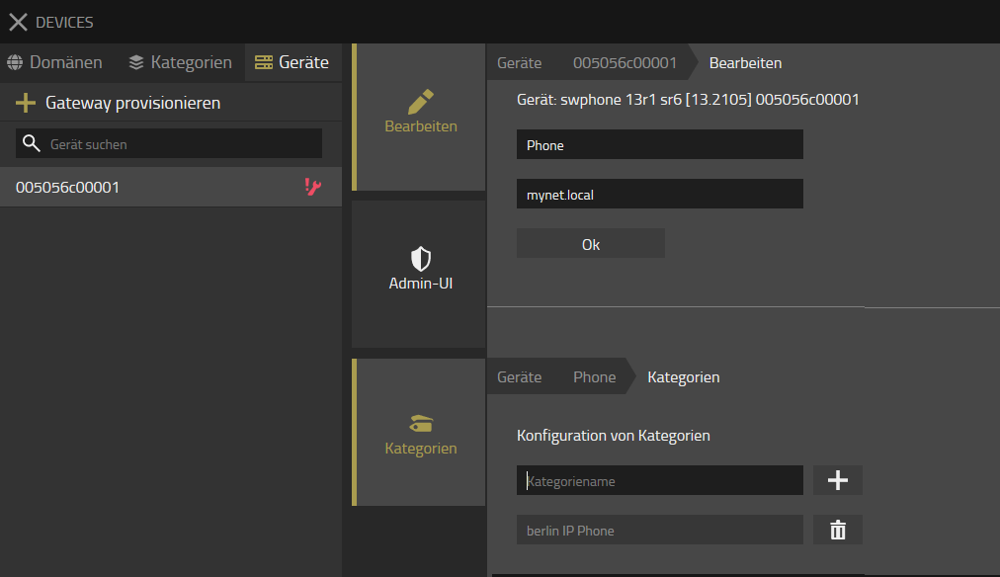 DEVICES
Domänen Kategorien Geräte
Gateway provisionieren
Gerät suchen
005056c00001
Bearbeiten
Admin-UI
Kategorien
Geräte 005056c00001 Bearbeiten
Gerät: swphone 13r1 sr6 [13.2105] 005056c00001
Phone
mynet.local
Ok
Geräte Phone Kategorien
Konfiguration von Kategorien
Kategoriename
berlin IP Phone